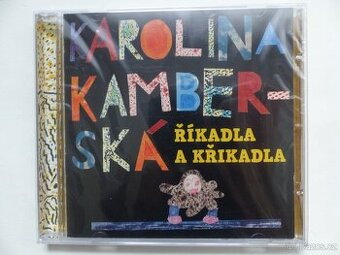 KAROLINA
KAMBER-
SKÁ
ŘÍKADLA
A KŘIKADLA